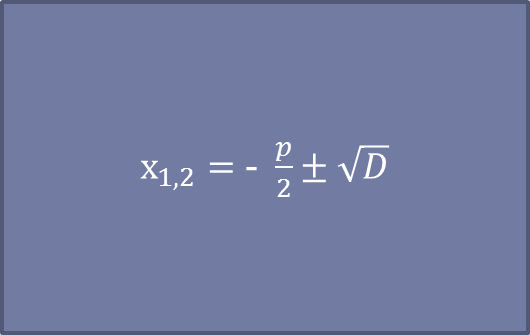 x₁,₂ = - p/2 ± √D